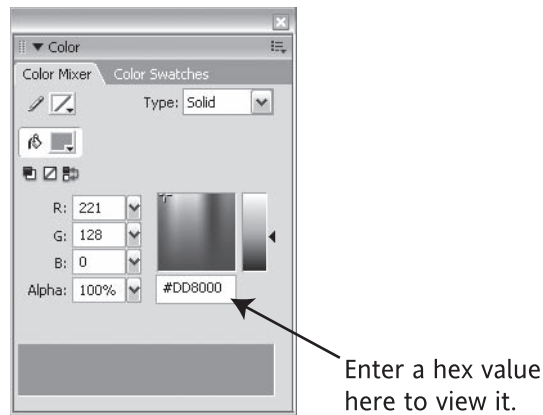 Color
Color Mixer Color Swatches
Type: Solid
R: 221
G: 128
B: 0
Alpha: 100% #DD8000
Enter a hex value
here to view it.